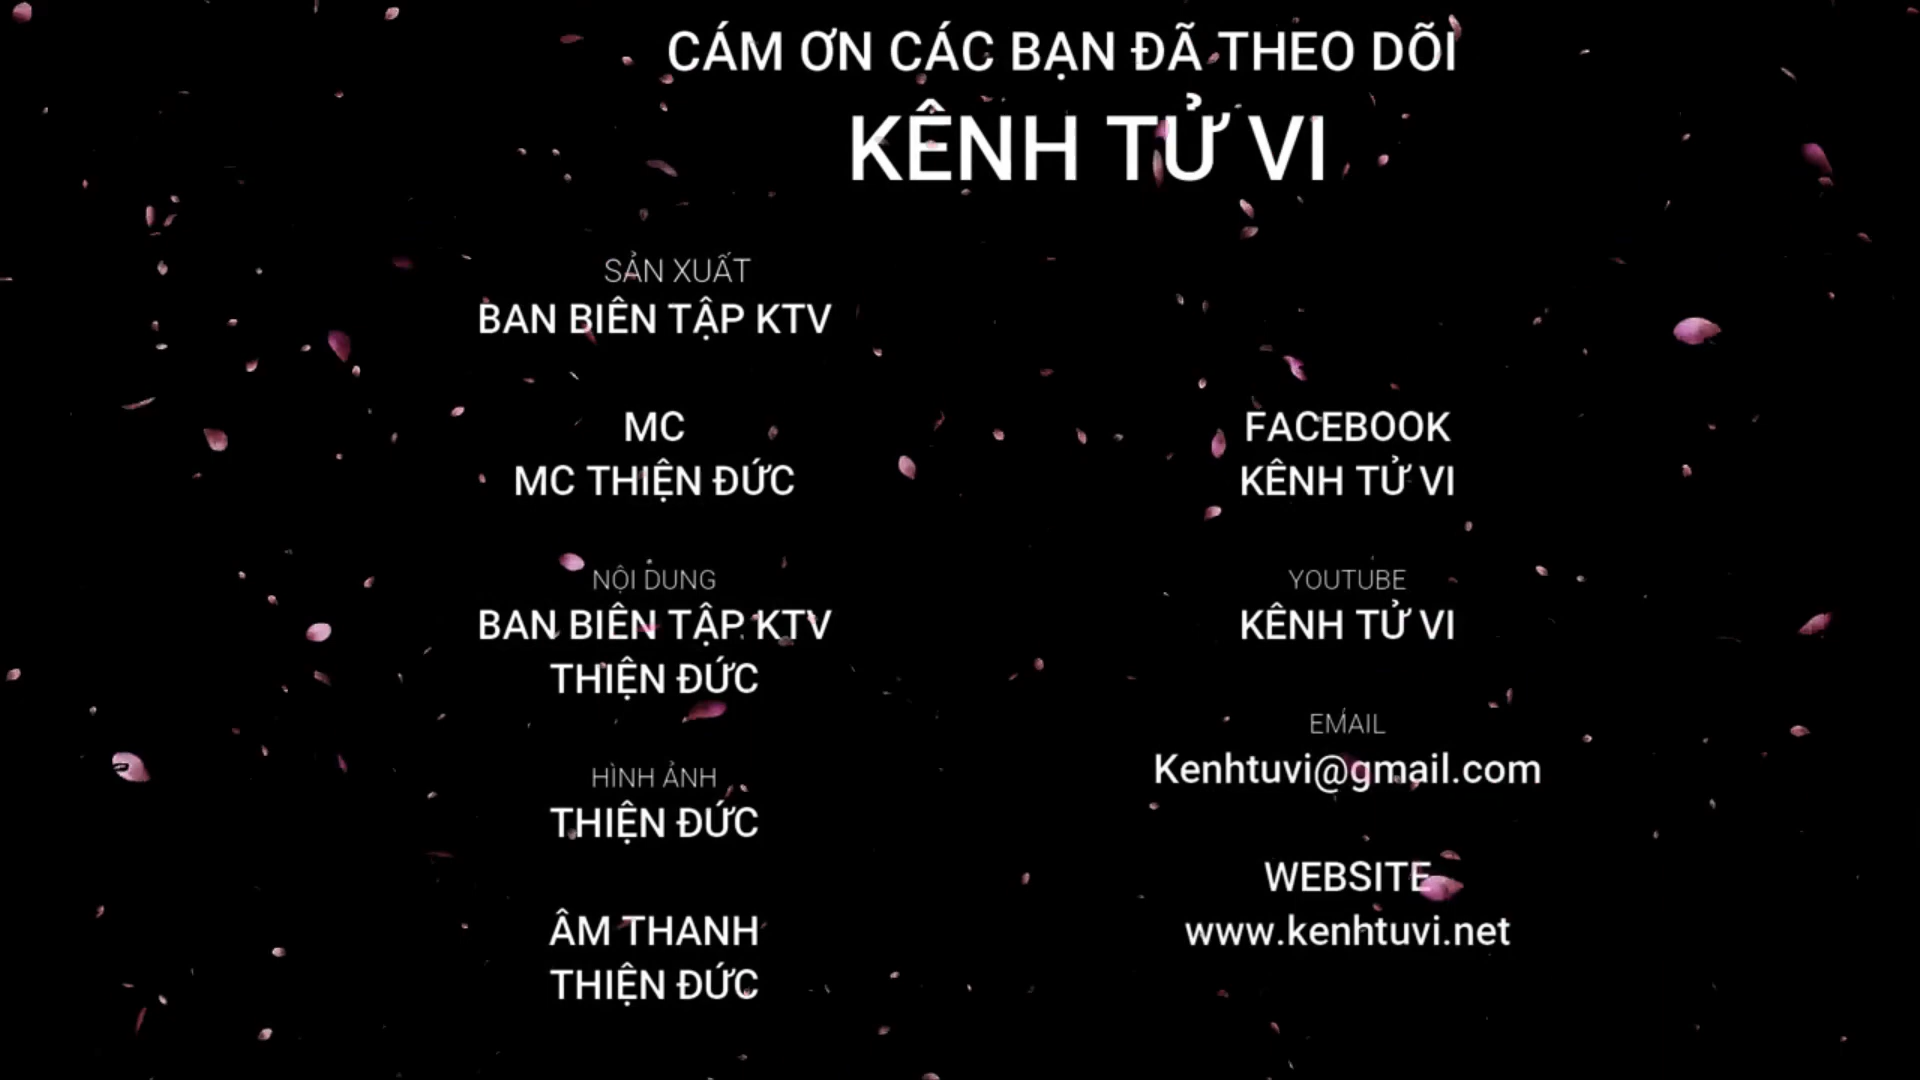 CÁM ƠN CÁC BẠN ĐÃ THEO DÕI
KÊNH TỬ VI
SẢN XUẤT
BAN BIÊN TẬP KTV
MC
MC THIỆN ĐỨC
NỘI DUNG
BAN BIÊN TẬP KTV
THIỆN ĐỨC
HÌNH ẢNH
THIỆN ĐỨC
ÂM THANH
THIỆN ĐỨC
FACEBOOK
KÊNH TỬ VI
YOUTUBE
KÊNH TỬ VI
EMAIL
Kenhtuvi@gmail.com
WEBSITE
www.kenhtuvi.net